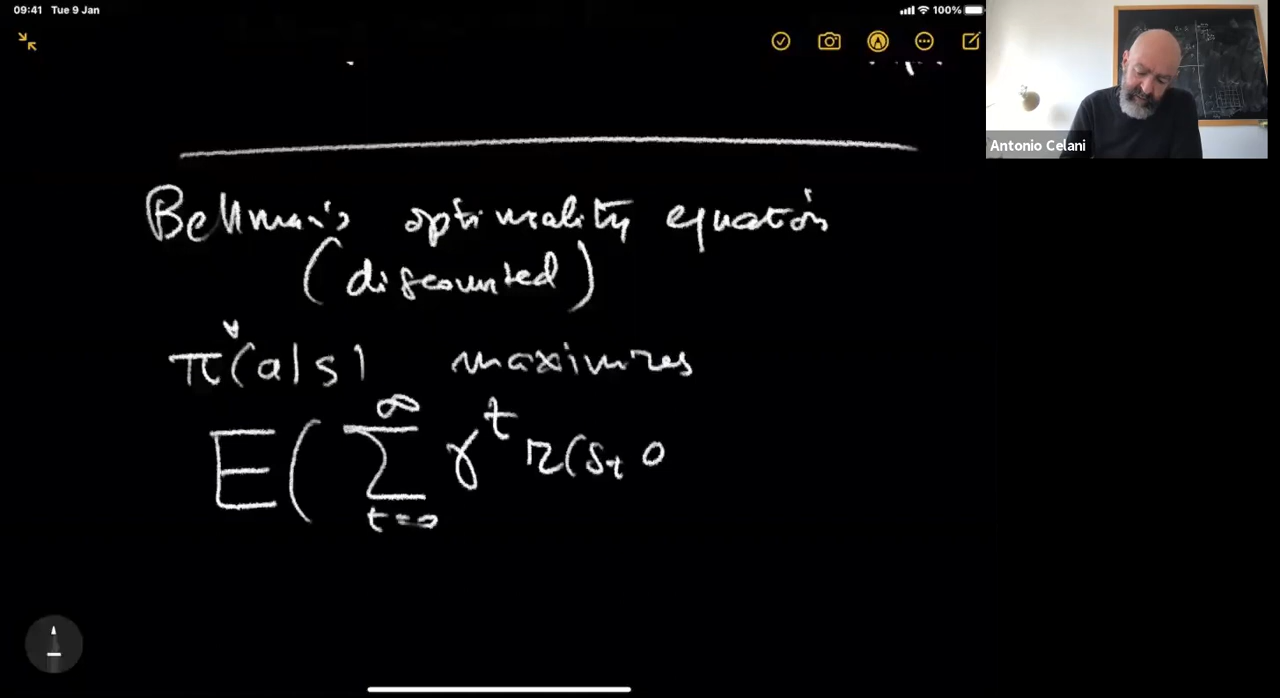 09:41 Tue 9 Jan
100%
Antonio Celani
Bellman's optimality equation
(discounted)
π*(a|s) maximizes
E( ∑_{t=0}^{∞} γ^t r(s_t